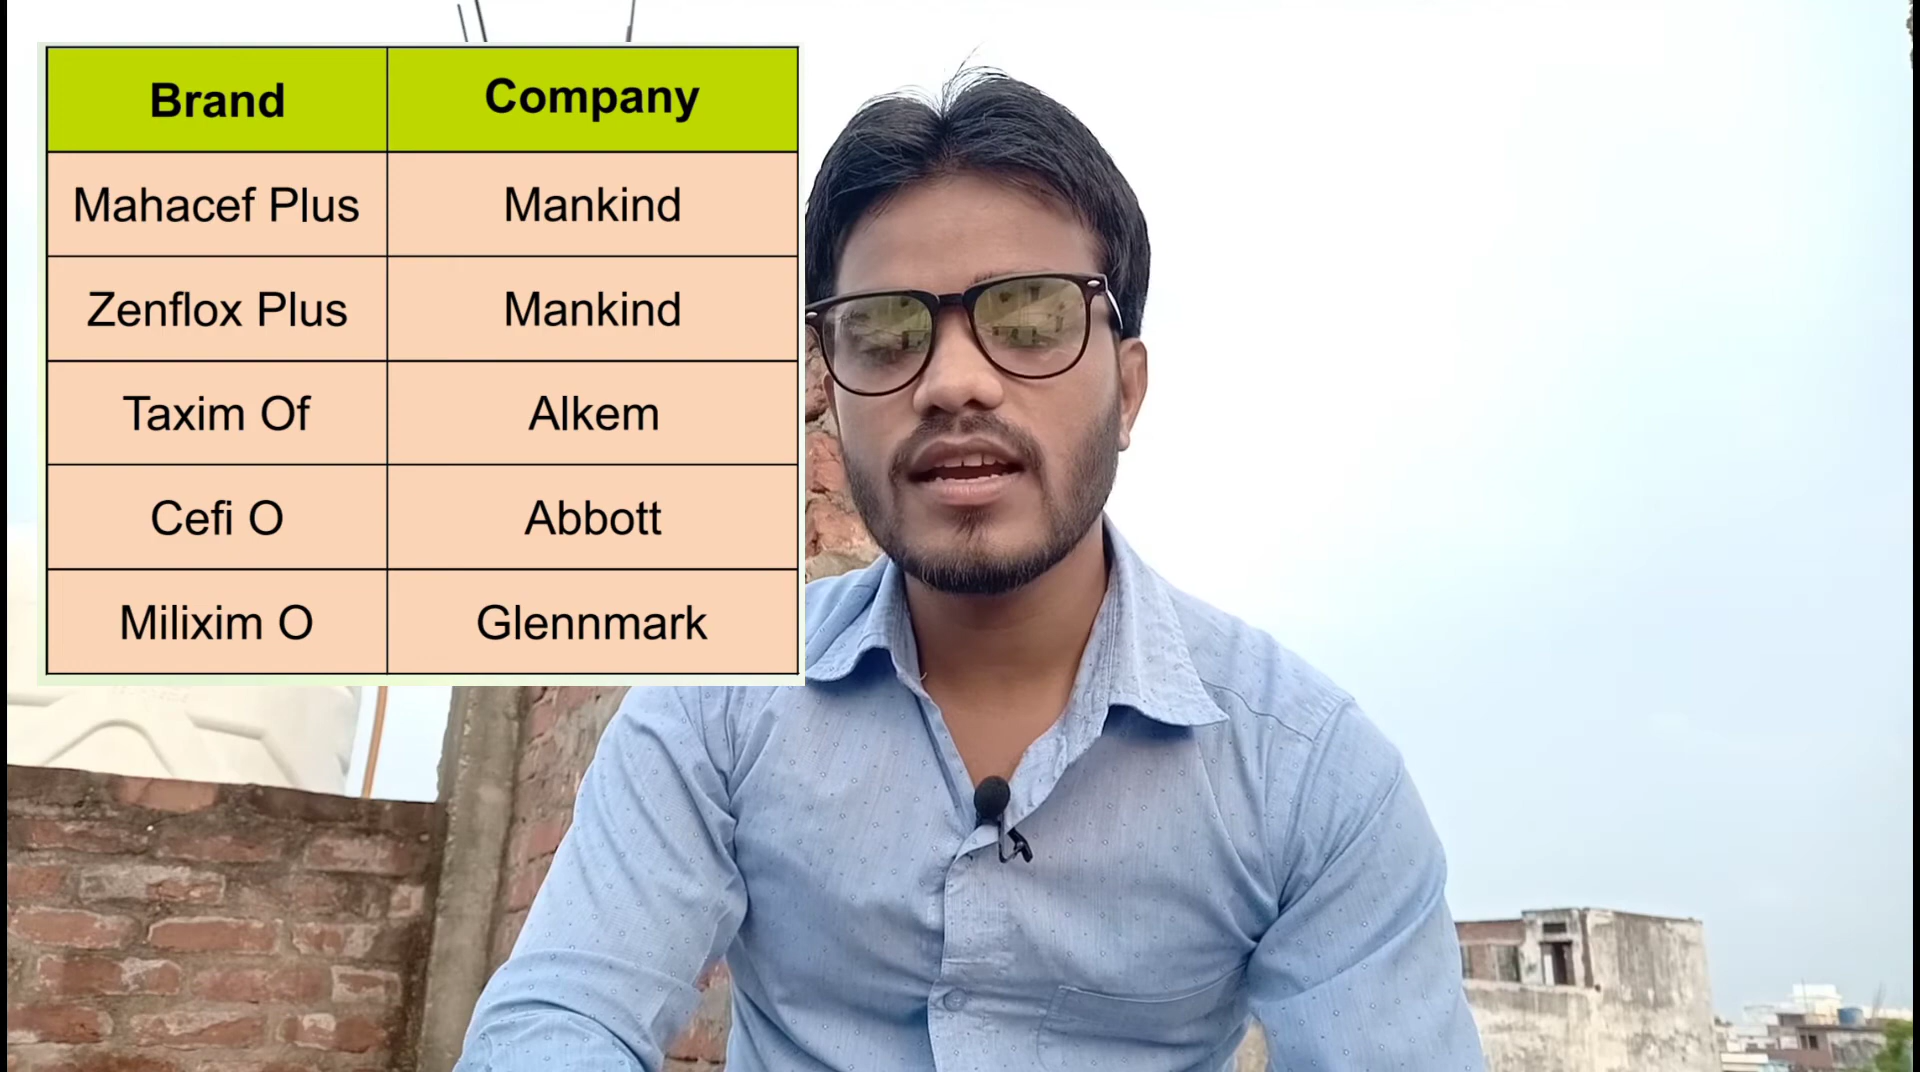 Brand Company
Mahacef Plus Mankind
Zenflox Plus Mankind
Taxim Of Alkem
Cefi O Abbott
Milixim O Glennmark